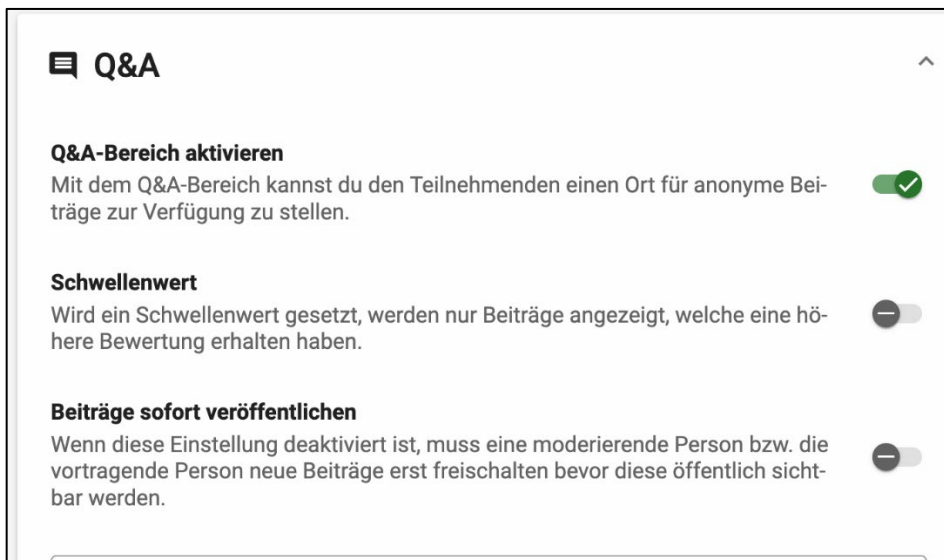 Q&A
Q&A-Bereich aktivieren
Mit dem Q&A-Bereich kannst du den Teilnehmenden einen Ort für anonyme Bei-
träge zur Verfügung zu stellen.
Schwellenwert
Wird ein Schwellenwert gesetzt, werden nur Beiträge angezeigt, welche eine hö-
here Bewertung erhalten haben.
Beiträge sofort veröffentlichen
Wenn diese Einstellung deaktiviert ist, muss eine moderierende Person bzw. die
vortragende Person neue Beiträge erst freischalten bevor diese öffentlich sicht-
bar werden.